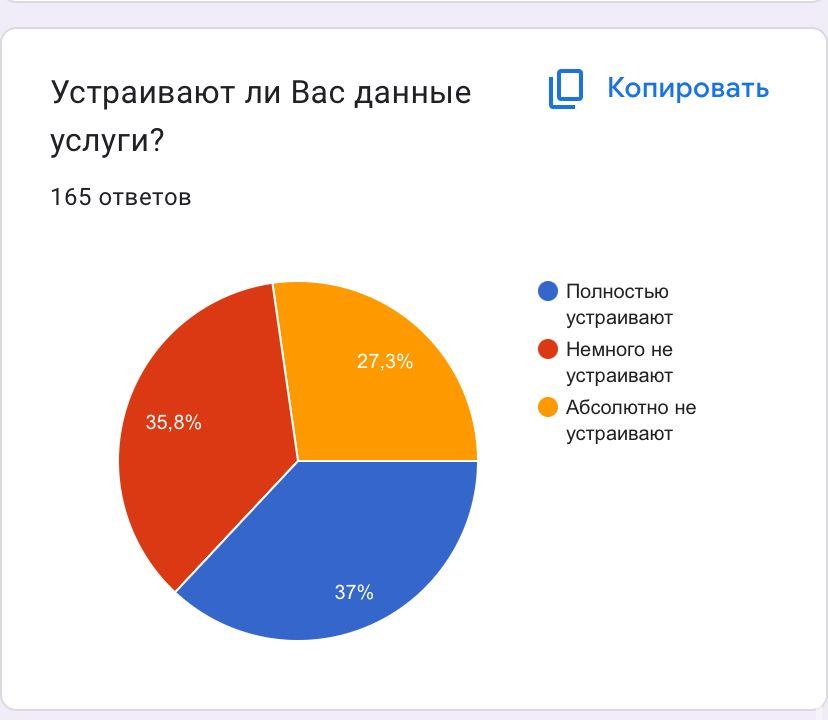 Устраивают ли Вас данные
услуги?
Копировать
165 ответов
27,3%
35,8%
37%
Полностью
устраивают
Немного не
устраивают
Абсолютно не
устраивают